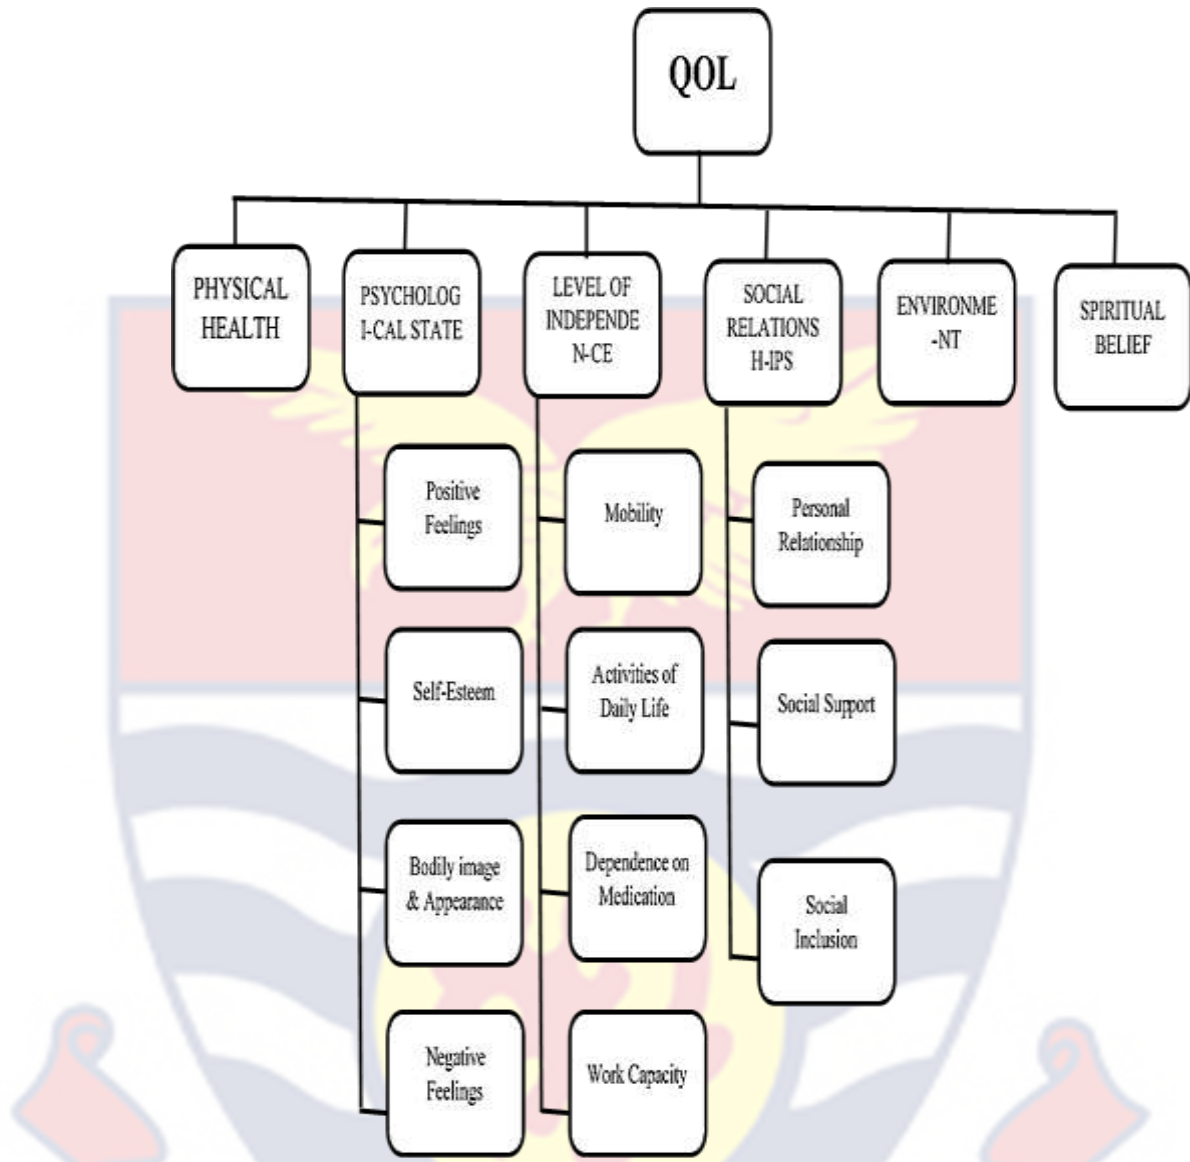 QOL
PHYSICAL
HEALTH
PSYCHOLOG
I-CAL STATE
LEVEL OF
INDEPENDE
N-CE
SOCIAL
RELATIONS
H-IPS
ENVIRONME
-NT
SPIRITUAL
BELIEF
Positive
Feelings
Self-Esteem
Bodily image
& Appearance
Negative
Feelings
Mobility
Activities of
Daily Life
Dependence on
Medication
Work Capacity
Personal
Relationship
Social Support
Social
Inclusion